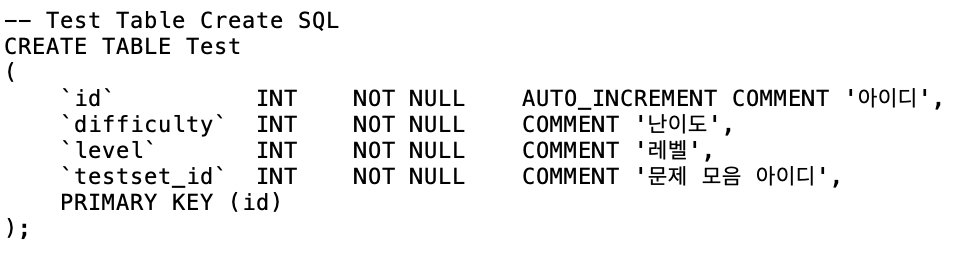 -- Test Table Create SQL
CREATE TABLE Test
(
    `id`          INT    NOT NULL    AUTO_INCREMENT COMMENT '아이디',
    `difficulty`  INT    NOT NULL    COMMENT '난이도',
    `level`       INT    NOT NULL    COMMENT '레벨',
    `testset_id`  INT    NOT NULL    COMMENT '문제 모음 아이디',
    PRIMARY KEY (id)
);